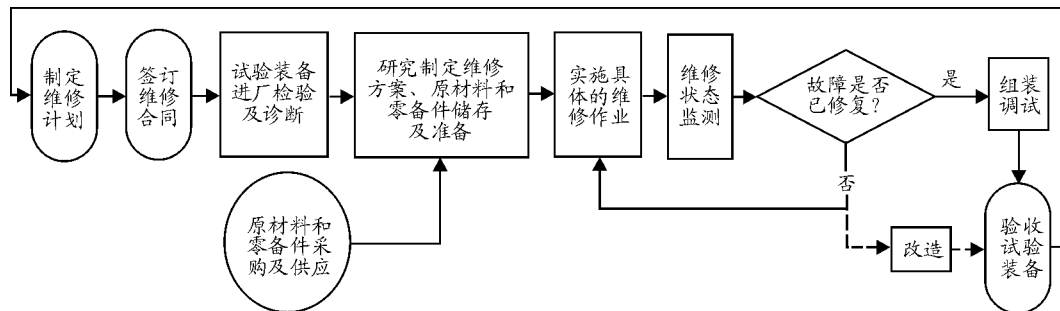 制定
维修
计划
签订
维修
合同
试验装备
进厂检验
及诊断
研究制定维修
方案、原材料和
零备件储存
及准备
实施具
体的维
修作业
维修
状态
监测
故障是否
已修复?
是
组装
调试
否
原材料和
零备件采
购及供应
改造
验收
试验
装备